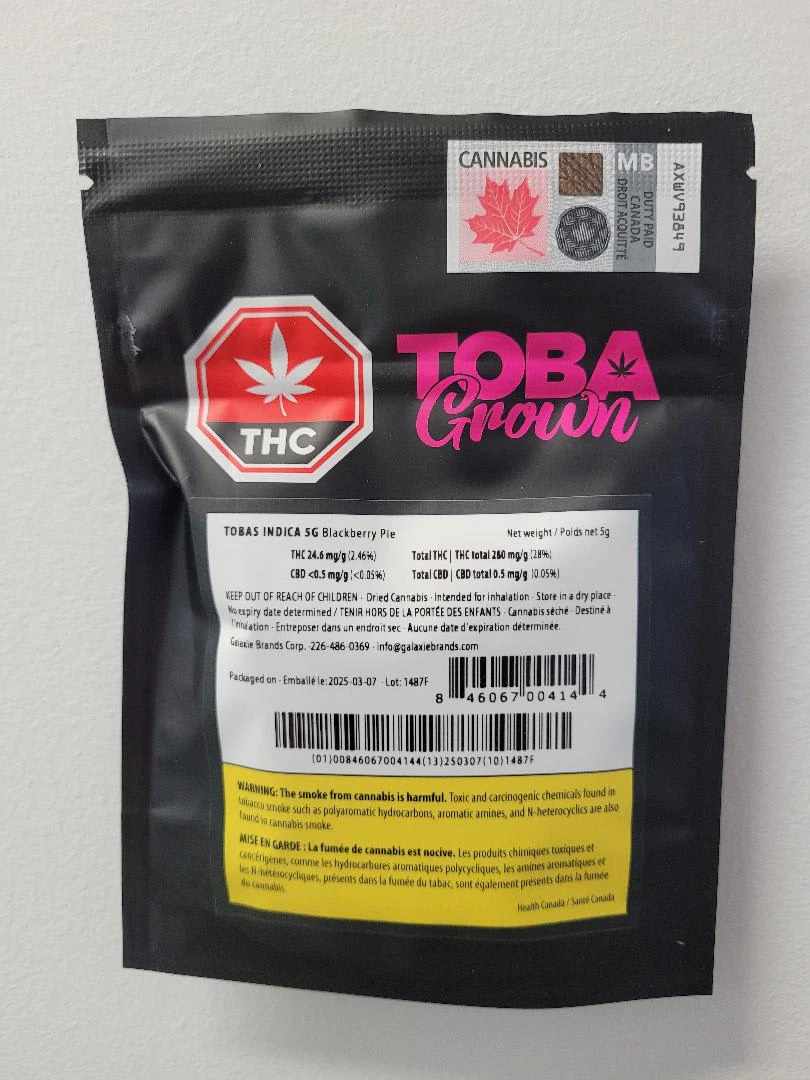 CANNABIS
MB
DUTY PAID
CANADA
DROIT ACQUITTÉ
AXWV93849
THC
TOBA
Grown
TOBAS INDICA 5G Blackberry Pie
Net weight / Poids net 5g
THC 24.6 mg/g (2.46%) Total THC | THC total 280 mg/g (28%)
CBD <0.5 mg/g (<0.05%) Total CBD | CBD total 0.5 mg/g (0.05%)
KEEP OUT OF REACH OF CHILDREN · Dried Cannabis · Intended for inhalation · Store in a dry place ·
No expiry date determined / TENIR HORS DE LA PORTÉE DES ENFANTS · Cannabis séché · Destiné à
l'inhalation · Entreposer dans un endroit sec · Aucune date d'expiration déterminée.
Galaxie Brands Corp. · 226-486-0369 · info@galaxiebrands.com
Packaged on · Emballé le: 2025-03-07 · Lot: 1487F
8 46067 00414 4
(01)00846067004144(13)250307(10)1487F
WARNING: The smoke from cannabis is harmful. Toxic and carcinogenic chemicals found in
tobacco smoke such as polyaromatic hydrocarbons, aromatic amines, and N-heterocyclics are also
found in cannabis smoke.
MISE EN GARDE : La fumée de cannabis est nocive. Les produits chimiques toxiques et
cancérigènes, comme les hydrocarbures aromatiques polycycliques, les amines aromatiques et
les N-hétérocycliques, présents dans la fumée du tabac, sont également présents dans la fumée
du cannabis.
Health Canada / Santé Canada